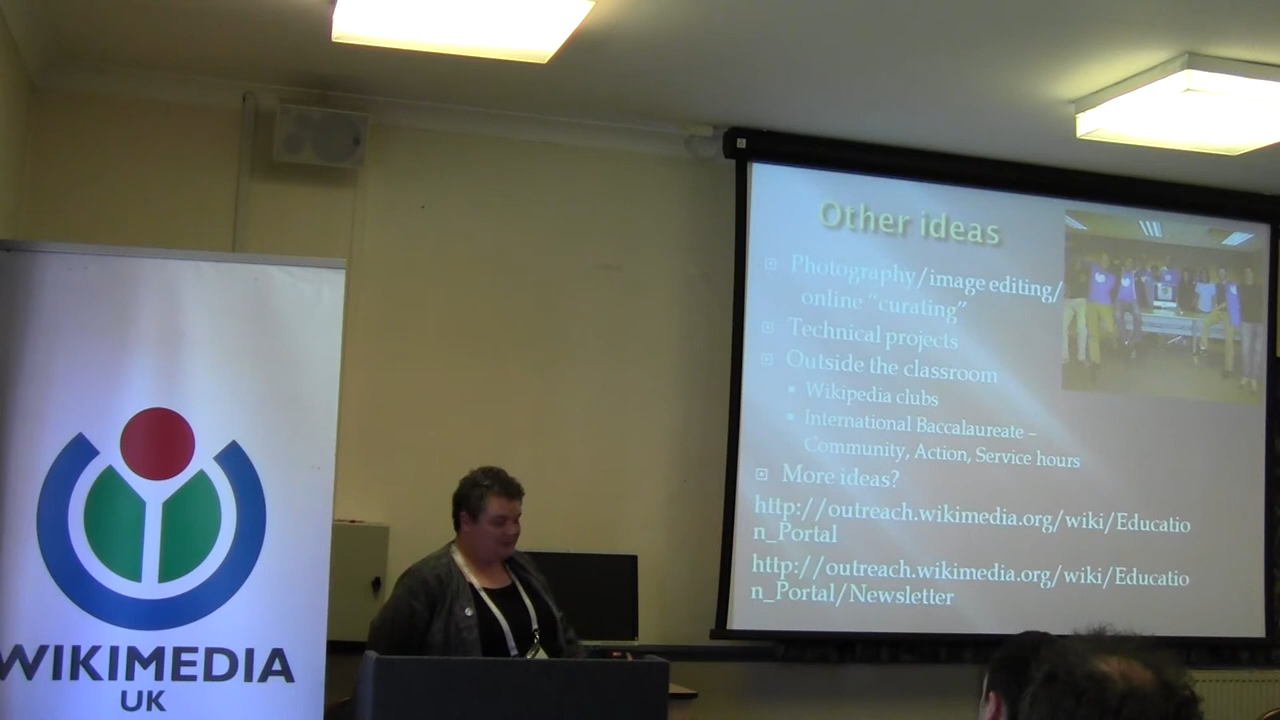 WIKIMEDIA
UK
Other ideas
Photography/image editing/
online “curating”
Technical projects
Outside the classroom
Wikipedia clubs
International Baccalaureate –
Community, Action, Service hours
More ideas?
http://outreach.wikimedia.org/wiki/Educatio
n_Portal
http://outreach.wikimedia.org/wiki/Educatio
n_Portal/Newsletter